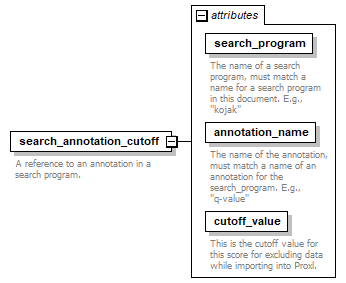 attributes
search_program
The name of a search
program, must match a
name for a search program
in this document. E.g.,
"kojak"
annotation_name
The name of the annotation,
must match a name of an
annotation for the
search_program. E.g.,
"q-value"
search_annotation_cutoff
A reference to an annotation in a
search program.
cutoff_value
This is the cutoff value for
this score for excluding data
while importing into Proxl.